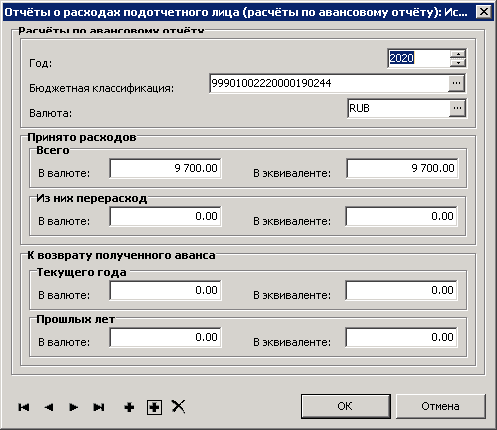 Отчёты о расходах подотчетного лица (расчёты по авансовому отчёту): Ис...
Расчёты по авансовому отчёту
Год: 2020
Бюджетная классификация: 99901002220000190244 ...
Валюта: RUB ...
Принято расходов
Всего
В валюте: 9 700.00 В эквиваленте: 9 700.00
Из них перерасход
В валюте: 0.00 В эквиваленте: 0.00
К возврату полученного аванса
Текущего года
В валюте: 0.00 В эквиваленте: 0.00
Прошлых лет
В валюте: 0.00 В эквиваленте: 0.00
ОК Отмена